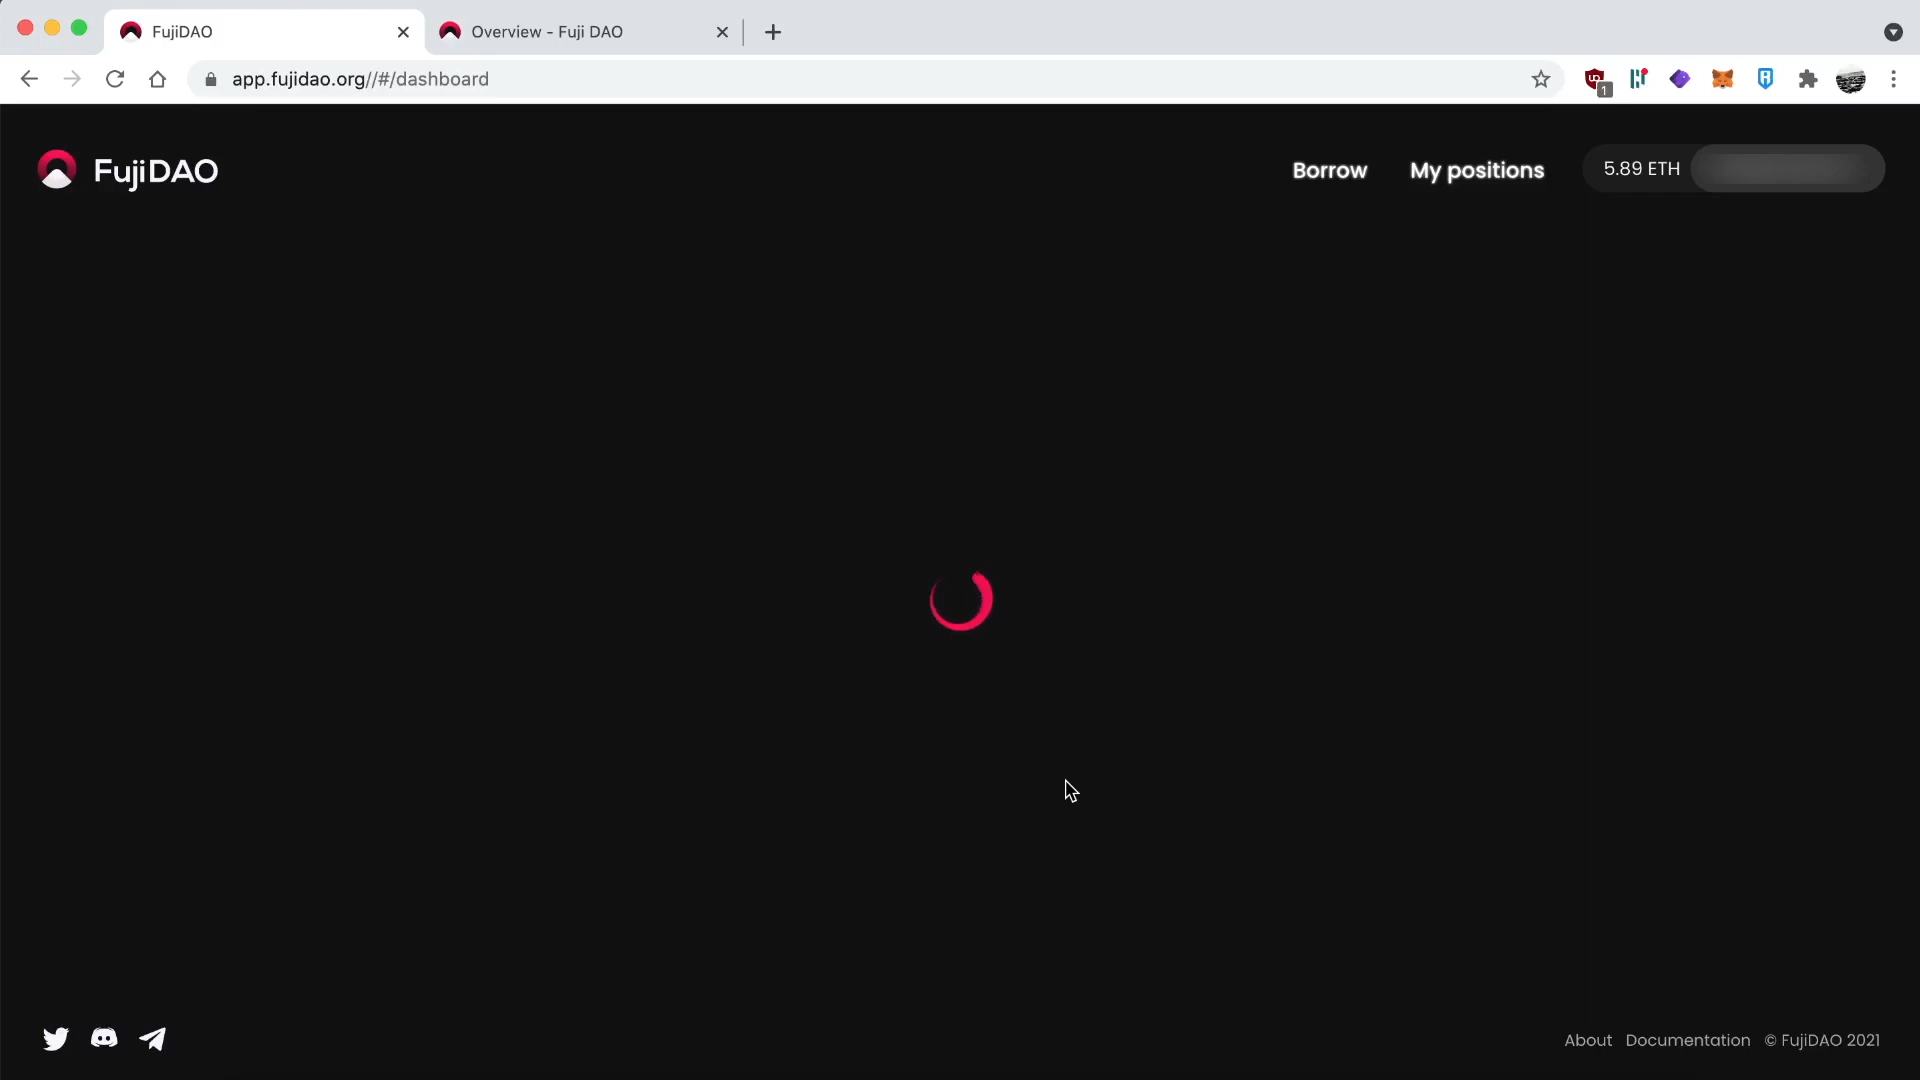 FujiDAO
Overview - Fuji DAO
app.fujidao.org//#/dashboard
1
FujiDAO
Borrow
My positions
5.89 ETH
About
Documentation
© FujiDAO 2021